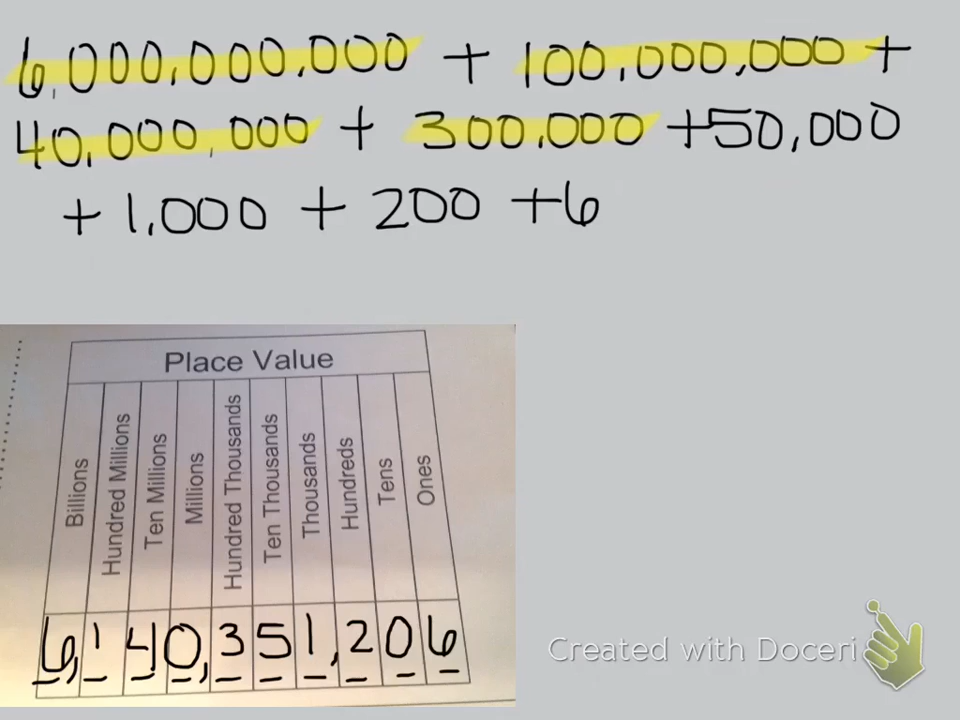 6,000,000,000 + 100,000,000 +
40,000,000 + 300,000 +50,000
+ 1,000 + 200 +6
Place Value
Billions
Hundred Millions
Ten Millions
Millions
Hundred Thousands
Ten Thousands
Thousands
Hundreds
Tens
Ones
6,140,351,206
Created with Doceri